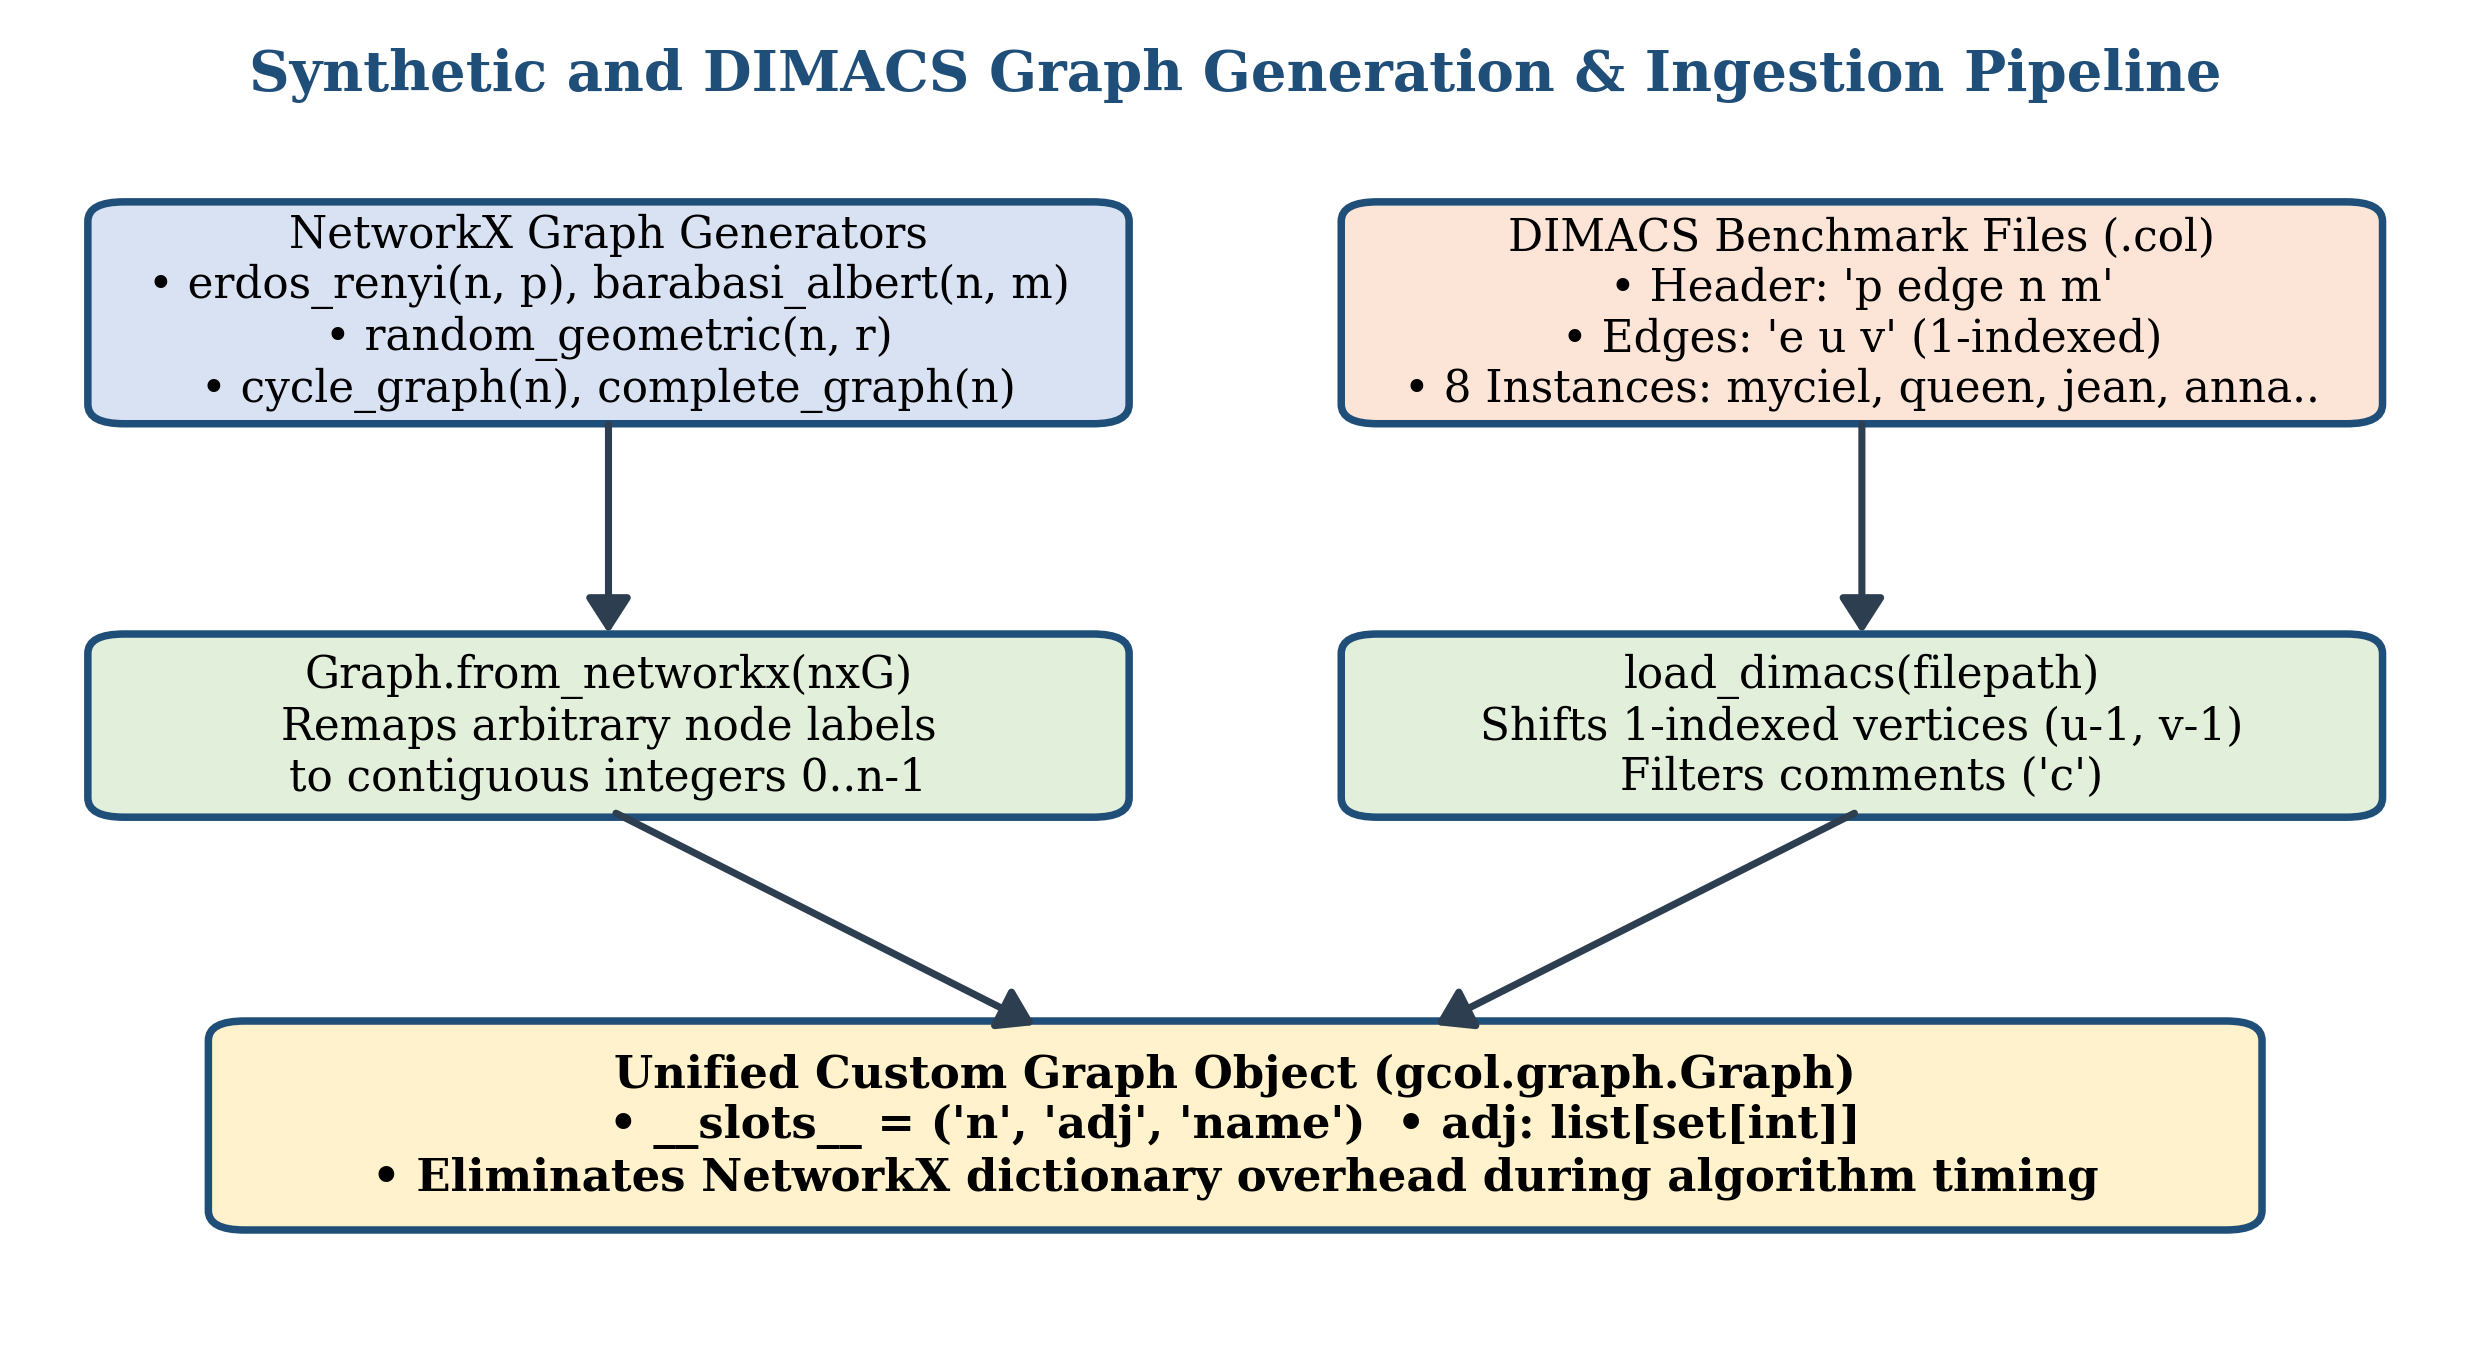 Synthetic and DIMACS Graph Generation & Ingestion Pipeline
NetworkX Graph Generators
• erdos_renyi(n, p), barabasi_albert(n, m)
• random_geometric(n, r)
• cycle_graph(n), complete_graph(n)
DIMACS Benchmark Files (.col)
• Header: 'p edge n m'
• Edges: 'e u v' (1-indexed)
• 8 Instances: myciel, queen, jean, anna..
Graph.from_networkx(nxG)
Remaps arbitrary node labels
to contiguous integers 0..n-1
load_dimacs(filepath)
Shifts 1-indexed vertices (u-1, v-1)
Filters comments ('c')
Unified Custom Graph Object (gcol.graph.Graph)
• __slots__ = ('n', 'adj', 'name')  • adj: list[set[int]]
• Eliminates NetworkX dictionary overhead during algorithm timing